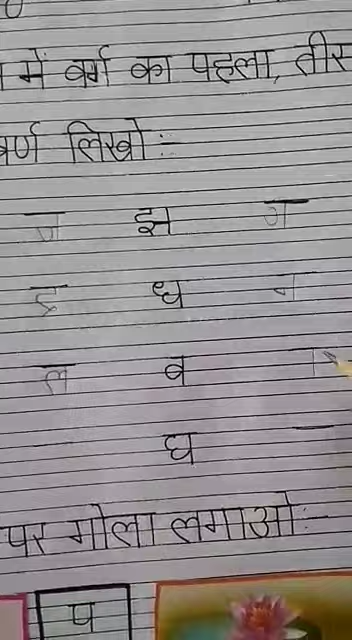 में वर्ग का पहला, तीस
वर्ण लिखो:-
ज झ ग
द ध न
ल ब
घ
पर गोला लगाओ:-
प